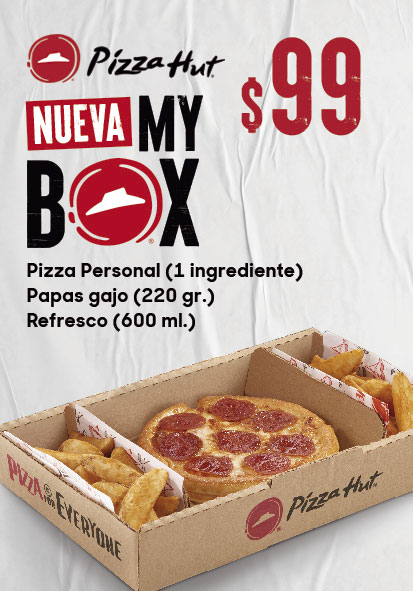 Pizza Hut
$99
NUEVA MY
BOX
Pizza Personal (1 ingrediente)
Papas gajo (220 gr.)
Refresco (600 ml.)
PIZZA FOR EVERYONE
Pizza Hut